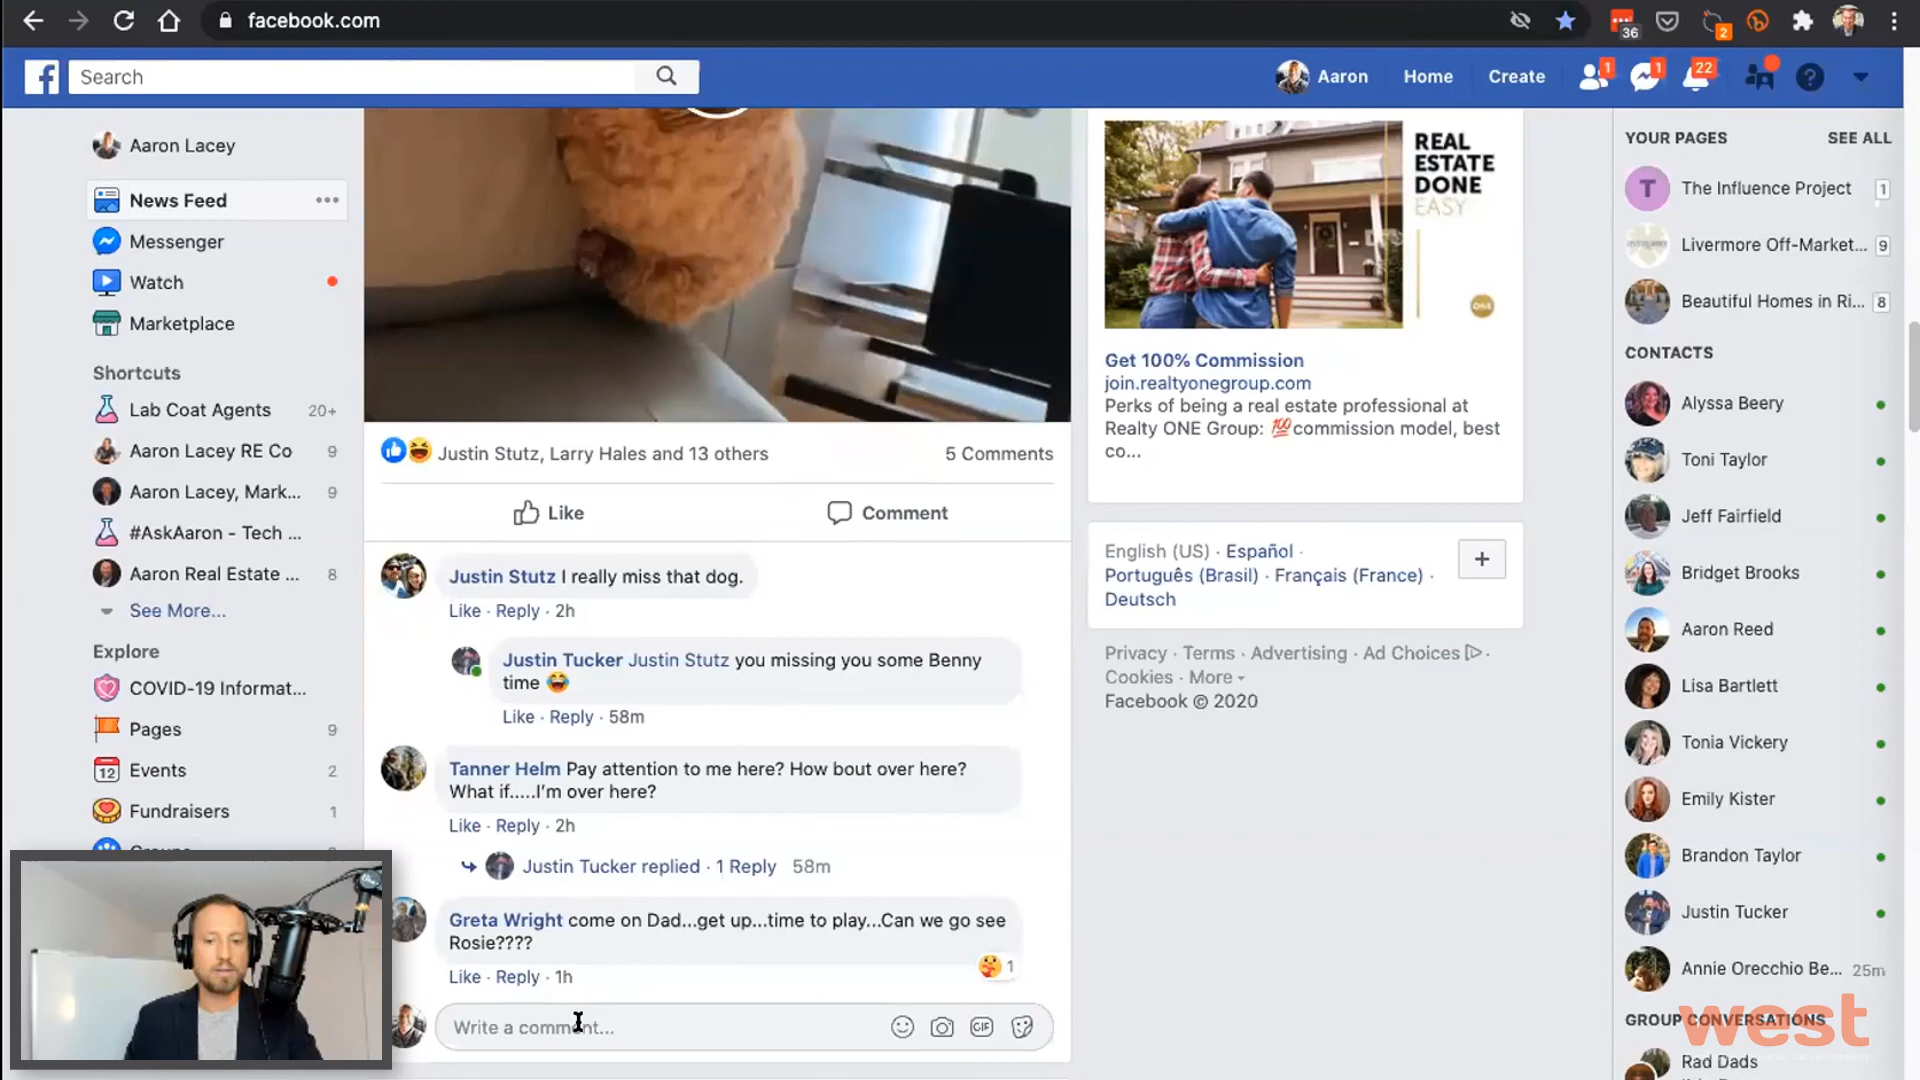 facebook.com
36
2
Search
Aaron
Home
Create
1
1
22
Aaron Lacey
News Feed
Messenger
Watch
Marketplace
Shortcuts
Lab Coat Agents 20+
Aaron Lacey RE Co 9
Aaron Lacey, Mark... 9
#AskAaron - Tech ...
Aaron Real Estate ... 8
See More...
Explore
COVID-19 Informat...
Pages 9
12 Events 2
Fundraisers 1
Justin Stutz, Larry Hales and 13 others
5 Comments
Like
Comment
Justin Stutz I really miss that dog.
Like · Reply · 2h
Justin Tucker Justin Stutz you missing you some Benny
time 😂
Like · Reply · 58m
Tanner Helm Pay attention to me here? How bout over here?
What if.....I'm over here?
Like · Reply · 2h
Justin Tucker replied · 1 Reply 58m
Greta Wright come on Dad...get up...time to play...Can we go see
Rosie????
1
Like · Reply · 1h
Write a comment...
GIF
REAL
ESTATE
DONE
EASY
ONE
Get 100% Commission
join.realtyonegroup.com
Perks of being a real estate professional at
Realty ONE Group: 💯commission model, best
co...
English (US) · Español ·
Português (Brasil) · Français (France) ·
Deutsch
Privacy · Terms · Advertising · Ad Choices ·
Cookies · More
Facebook © 2020
YOUR PAGES SEE ALL
T The Influence Project 1
Livermore Off-Market... 9
Beautiful Homes in Ri... 8
CONTACTS
Alyssa Beery
Toni Taylor
Jeff Fairfield
Bridget Brooks
Aaron Reed
Lisa Bartlett
Tonia Vickery
Emily Kister
Brandon Taylor
Justin Tucker
Annie Orecchio Be... 25m
GROUP CONVERSATIONS
west
Rad Dads